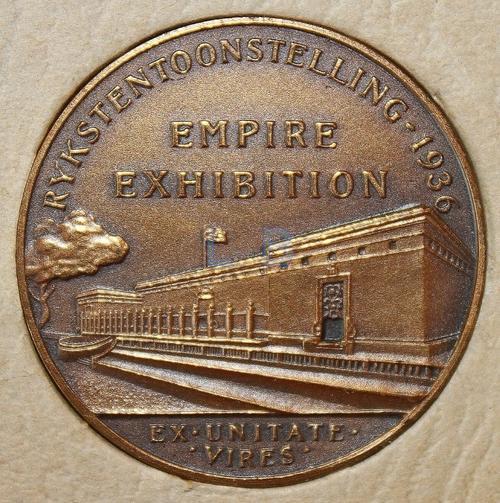 RYKSTENTOONSTELLING - 1936
EMPIRE
EXHIBITION
EX · UNITATE ·
· VIRES ·